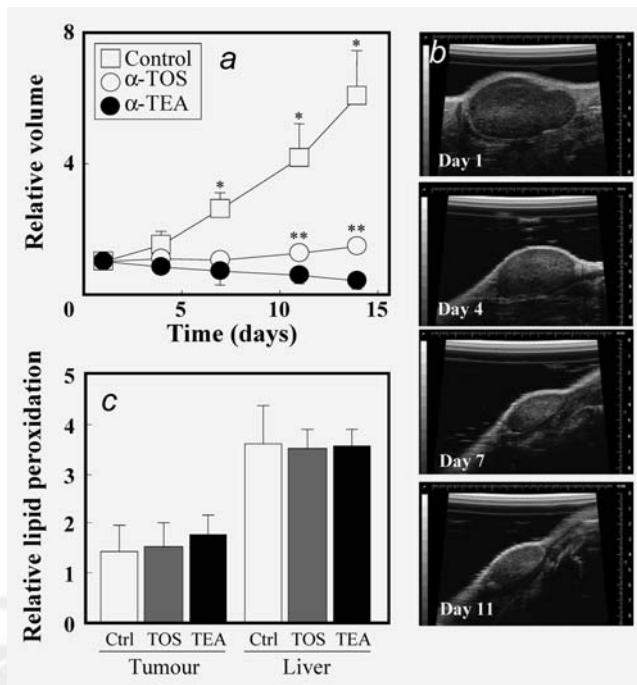 a
Control
α-TOS
α-TEA
Relative volume
8
4
0
*
*
*
**
**
5
10
15
Time (days)
b
Day 1
Day 4
Day 7
Day 11
c
Relative lipid peroxidation
5
4
3
2
1
0
Ctrl TOS TEA Ctrl TOS TEA
Tumour Liver